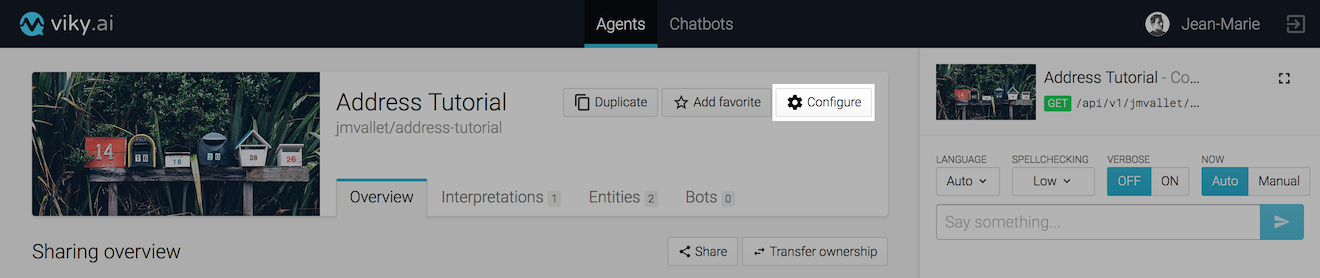 viky.ai Agents Chatbots Jean-Marie
Address Tutorial
jmvallet/address-tutorial
Duplicate Add favorite Configure
14 16 18 20 28 26
Overview Interpretations 1 Entities 2 Bots 0
Sharing overview Share Transfer ownership
Address Tutorial - Co...
GET /api/v1/jmvallet/...
LANGUAGE SPELLCHECKING VERBOSE NOW
Auto Low OFF ON Auto Manual
Say something...